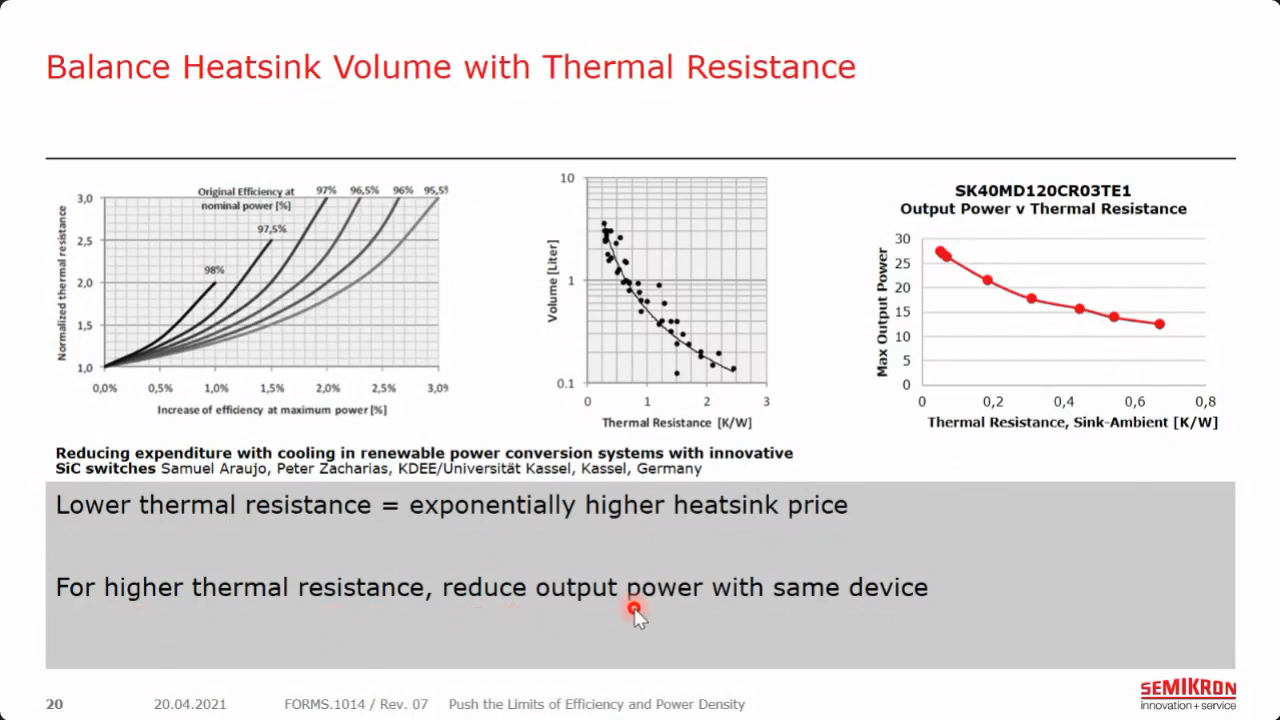 Balance Heatsink Volume with Thermal Resistance
Original Efficiency at
nominal power [%]
97%
96,5%
96%
95,5%
97,5%
98%
Normalized thermal resistance
3,0
2,5
2,0
1,5
1,0
0,0%
0,5%
1,0%
1,5%
2,0%
2,5%
3,0%
Increase of efficiency at maximum power [%]
Volume [Liter]
10
1
0.1
0
1
2
3
Thermal Resistance [K/W]
SK40MD120CR03TE1
Output Power v Thermal Resistance
Max Output Power
30
25
20
15
10
5
0
0
0,2
0,4
0,6
0,8
Thermal Resistance, Sink-Ambient [K/W]
Reducing expenditure with cooling in renewable power conversion systems with innovative
SiC switches Samuel Araujo, Peter Zacharias, KDEE/Universität Kassel, Kassel, Germany
Lower thermal resistance = exponentially higher heatsink price
For higher thermal resistance, reduce output power with same device
20
20.04.2021
FORMS.1014 / Rev. 07
Push the Limits of Efficiency and Power Density
SEMIKRON
innovation+service